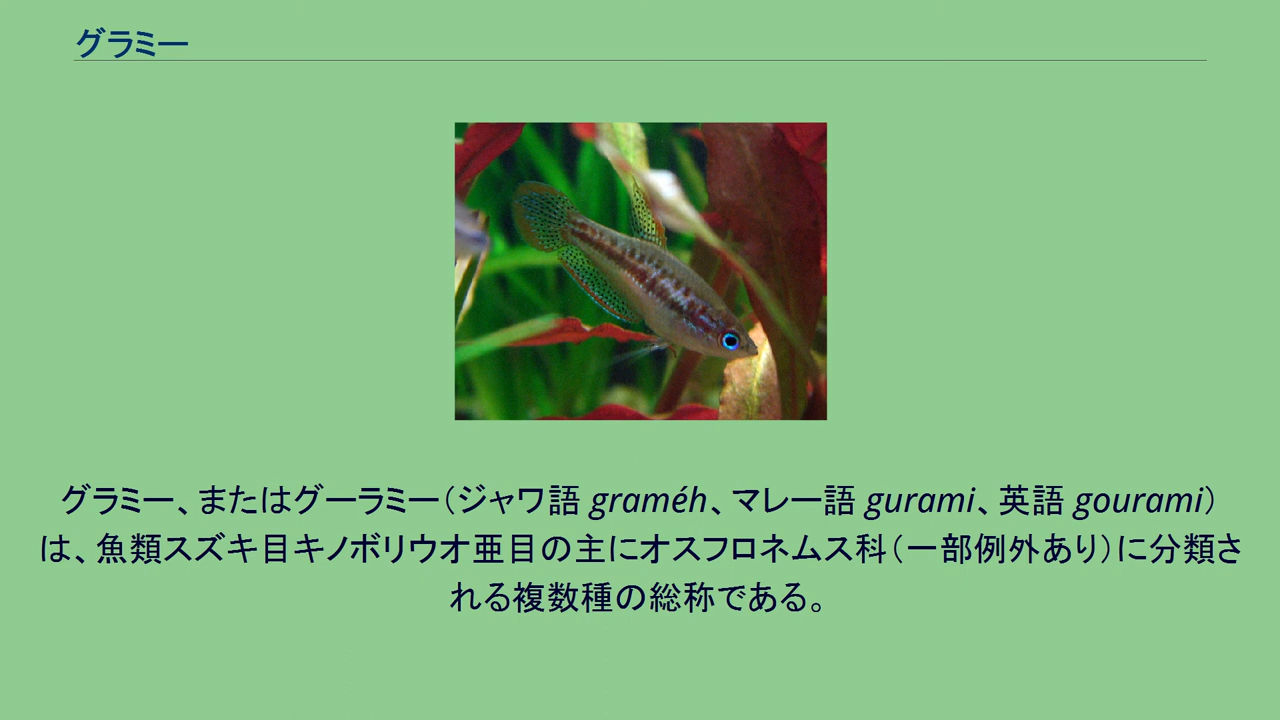 グラミー
グラミー、またはグーラミー（ジャワ語 graméh、マレー語 gurami、英語 gourami）
は、魚類スズキ目キノボリウオ亜目の主にオスフロネムス科（一部例外あり）に分類さ
れる複数種の総称である。